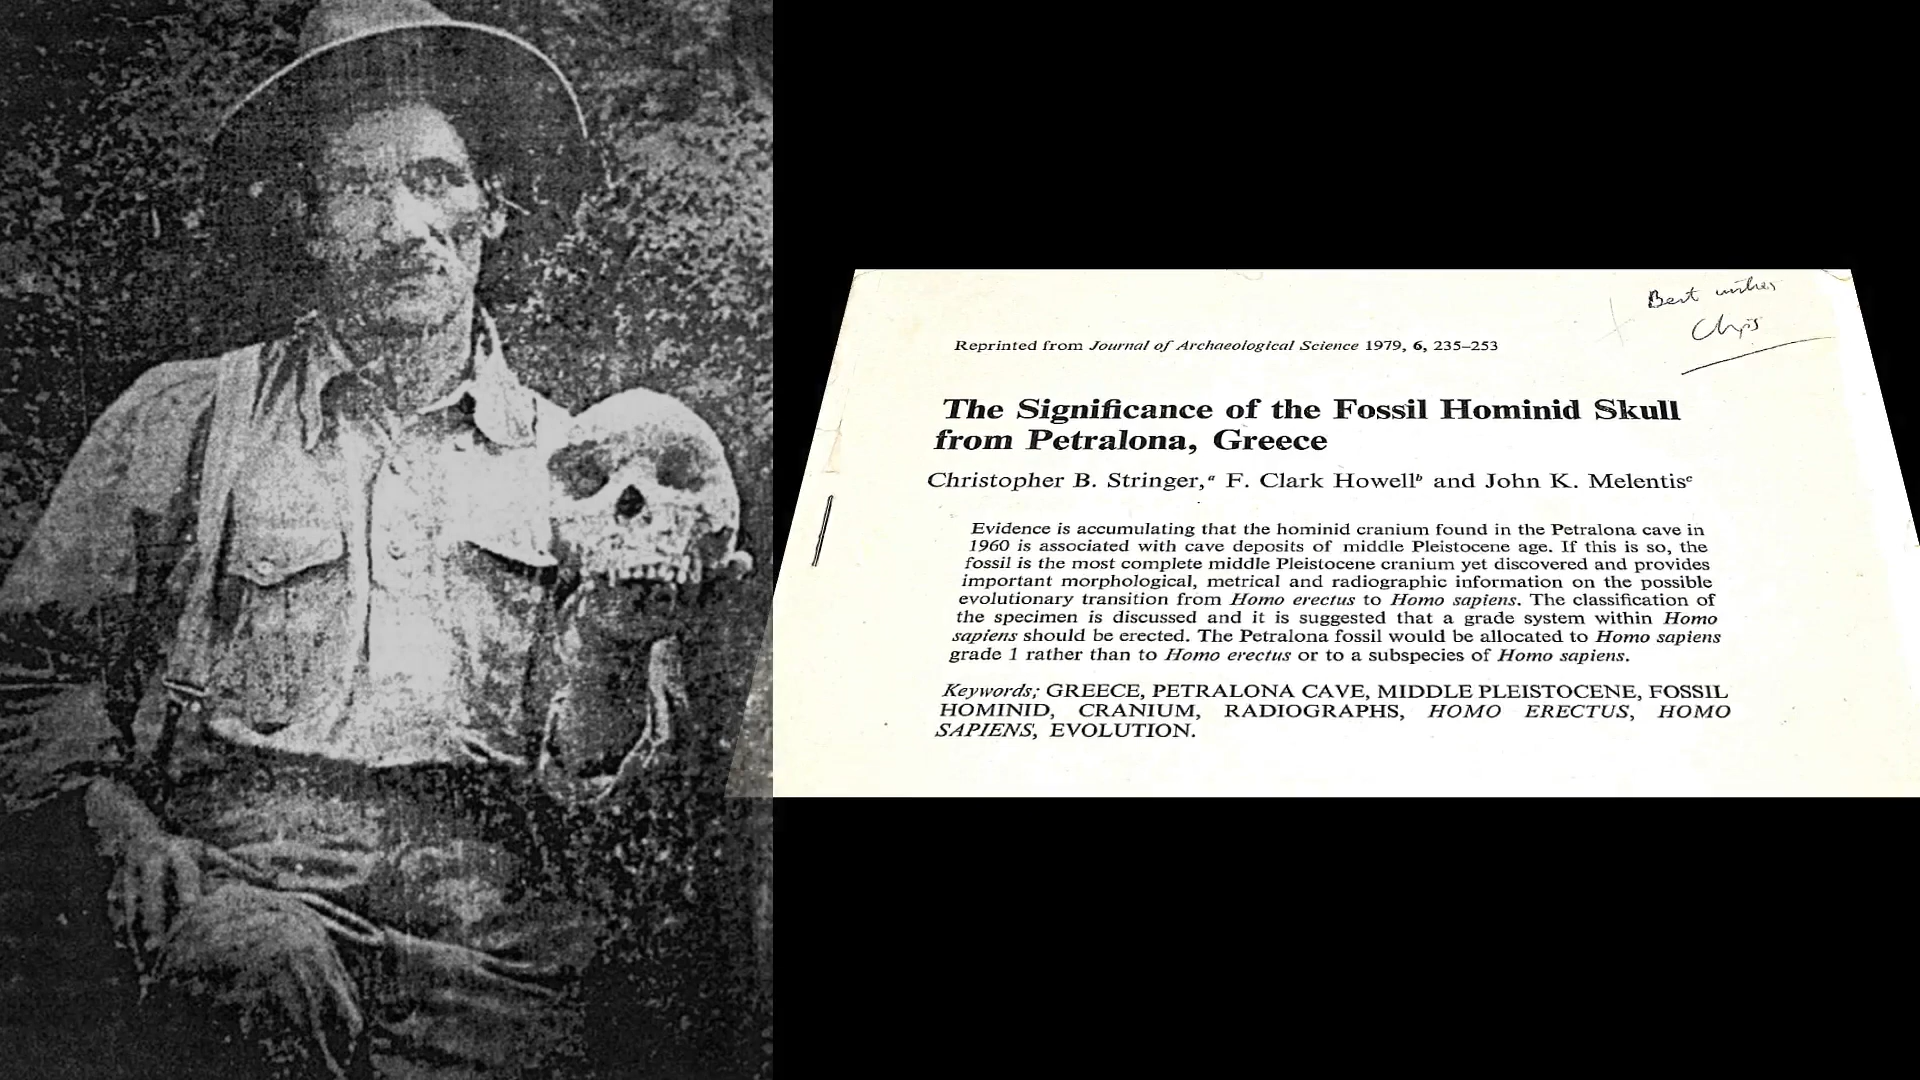 Best wishes
Chris
Reprinted from Journal of Archaeological Science 1979, 6, 235–253
The Significance of the Fossil Hominid Skull
from Petralona, Greece
Christopher B. Stringer,ᵃ F. Clark Howellᵇ and John K. Melentisᶜ
Evidence is accumulating that the hominid cranium found in the Petralona cave in
1960 is associated with cave deposits of middle Pleistocene age. If this is so, the
fossil is the most complete middle Pleistocene cranium yet discovered and provides
important morphological, metrical and radiographic information on the possible
evolutionary transition from Homo erectus to Homo sapiens. The classification of
the specimen is discussed and it is suggested that a grade system within Homo
sapiens should be erected. The Petralona fossil would be allocated to Homo sapiens
grade 1 rather than to Homo erectus or to a subspecies of Homo sapiens.
Keywords; GREECE, PETRALONA CAVE, MIDDLE PLEISTOCENE, FOSSIL
HOMINID, CRANIUM, RADIOGRAPHS, HOMO ERECTUS, HOMO
SAPIENS, EVOLUTION.